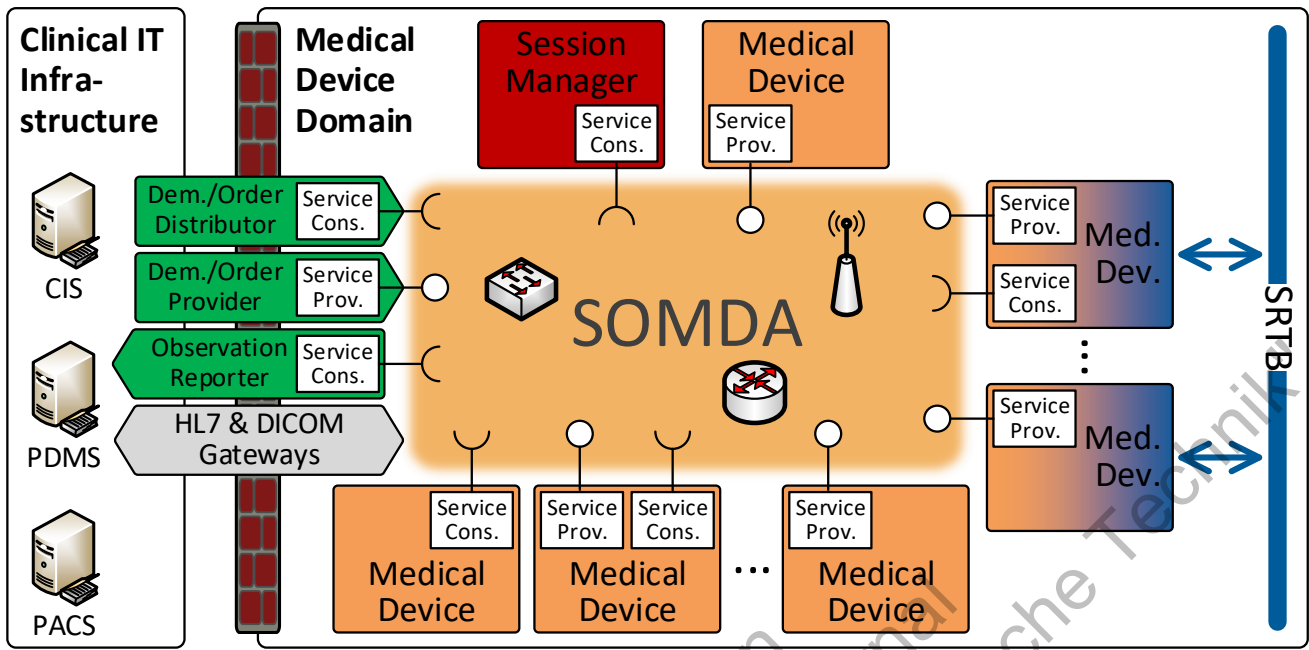 Clinical IT
Infra-
structure
CIS
PDMS
PACS
Medical
Device
Domain
Dem./Order
Distributor
Service
Cons.
Dem./Order
Provider
Service
Prov.
Observation
Reporter
Service
Cons.
HL7 & DICOM
Gateways
Session
Manager
Service
Cons.
Medical
Device
Service
Prov.
SOMDA
Service
Prov.
Med.
Dev.
Service
Cons.
...
Service
Prov.
Med.
Dev.
SRTB
Service
Cons.
Medical
Device
Service
Prov.
Service
Cons.
Medical
Device
...
Service
Prov.
Medical
Device
che Technik